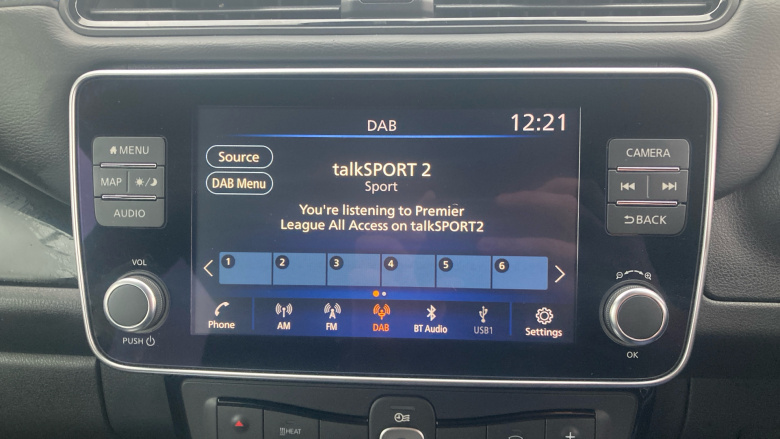 DAB
12:21
MENU
MAP
AUDIO
VOL
PUSH
Source
DAB Menu
talkSPORT 2
Sport
You're listening to Premier
League All Access on talkSPORT2
1 2 3 4 5 6
Phone AM FM DAB BT Audio USB1 Settings
CAMERA
BACK
OK
HEAT